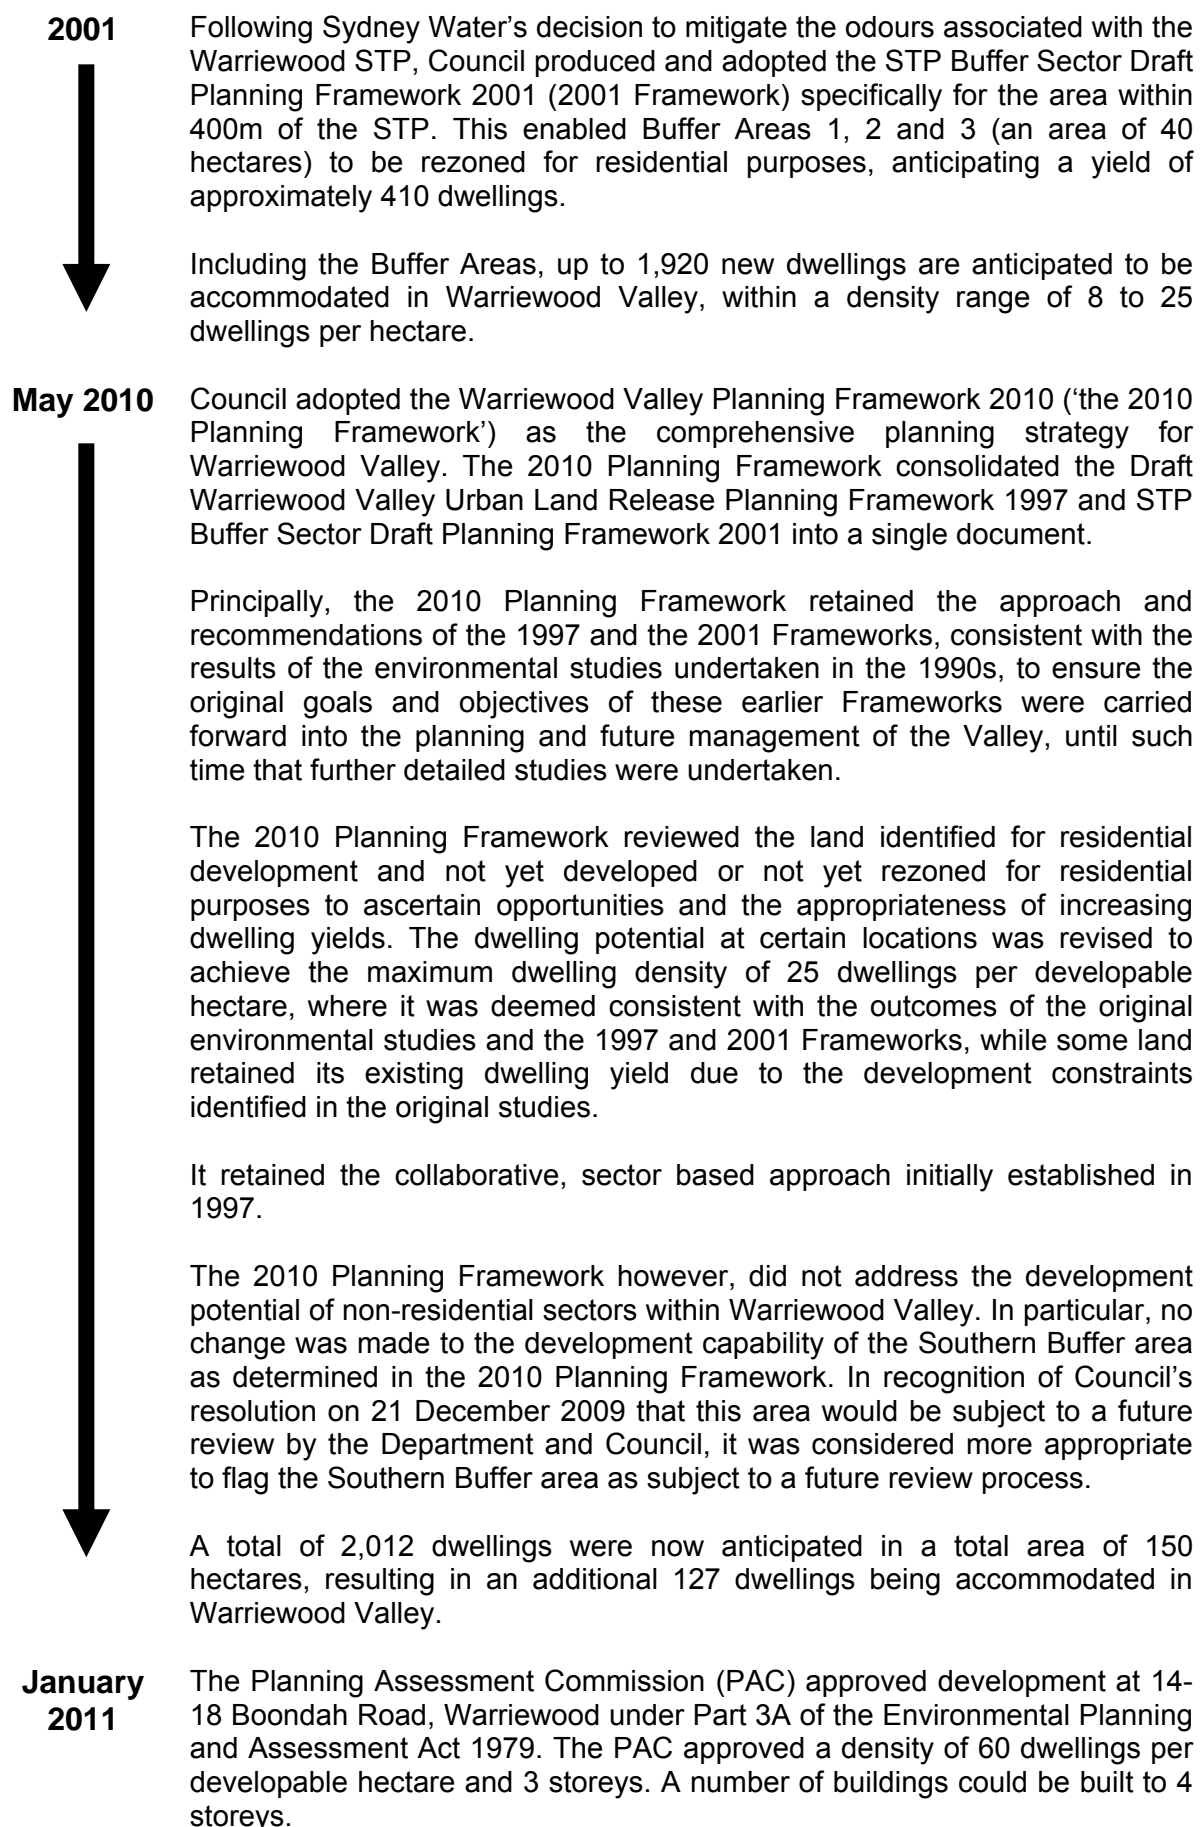 2001
Following Sydney Water’s decision to mitigate the odours associated with the
Warriewood STP, Council produced and adopted the STP Buffer Sector Draft
Planning Framework 2001 (2001 Framework) specifically for the area within
400m of the STP. This enabled Buffer Areas 1, 2 and 3 (an area of 40
hectares) to be rezoned for residential purposes, anticipating a yield of
approximately 410 dwellings.
Including the Buffer Areas, up to 1,920 new dwellings are anticipated to be
accommodated in Warriewood Valley, within a density range of 8 to 25
dwellings per hectare.
May 2010
Council adopted the Warriewood Valley Planning Framework 2010 (‘the 2010
Planning Framework’) as the comprehensive planning strategy for
Warriewood Valley. The 2010 Planning Framework consolidated the Draft
Warriewood Valley Urban Land Release Planning Framework 1997 and STP
Buffer Sector Draft Planning Framework 2001 into a single document.
Principally, the 2010 Planning Framework retained the approach and
recommendations of the 1997 and the 2001 Frameworks, consistent with the
results of the environmental studies undertaken in the 1990s, to ensure the
original goals and objectives of these earlier Frameworks were carried
forward into the planning and future management of the Valley, until such
time that further detailed studies were undertaken.
The 2010 Planning Framework reviewed the land identified for residential
development and not yet developed or not yet rezoned for residential
purposes to ascertain opportunities and the appropriateness of increasing
dwelling yields. The dwelling potential at certain locations was revised to
achieve the maximum dwelling density of 25 dwellings per developable
hectare, where it was deemed consistent with the outcomes of the original
environmental studies and the 1997 and 2001 Frameworks, while some land
retained its existing dwelling yield due to the development constraints
identified in the original studies.
It retained the collaborative, sector based approach initially established in
1997.
The 2010 Planning Framework however, did not address the development
potential of non-residential sectors within Warriewood Valley. In particular, no
change was made to the development capability of the Southern Buffer area
as determined in the 2010 Planning Framework. In recognition of Council’s
resolution on 21 December 2009 that this area would be subject to a future
review by the Department and Council, it was considered more appropriate
to flag the Southern Buffer area as subject to a future review process.
A total of 2,012 dwellings were now anticipated in a total area of 150
hectares, resulting in an additional 127 dwellings being accommodated in
Warriewood Valley.
January
2011
The Planning Assessment Commission (PAC) approved development at 14-
18 Boondah Road, Warriewood under Part 3A of the Environmental Planning
and Assessment Act 1979. The PAC approved a density of 60 dwellings per
developable hectare and 3 storeys. A number of buildings could be built to 4
storeys.